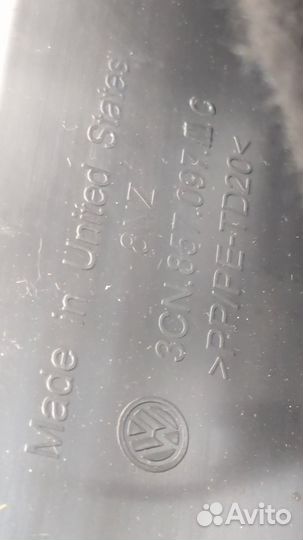 Made in United States
3CN.857.097
>PP/PE-TD20<
Avito